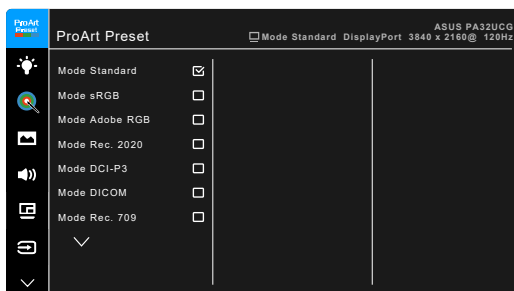 ProArt
Preset
ProArt Preset
ASUS PA32UCG
Mode Standard DisplayPort 3840 x 2160@ 120Hz
Mode Standard
Mode sRGB
Mode Adobe RGB
Mode Rec. 2020
Mode DCI-P3
Mode DICOM
Mode Rec. 709